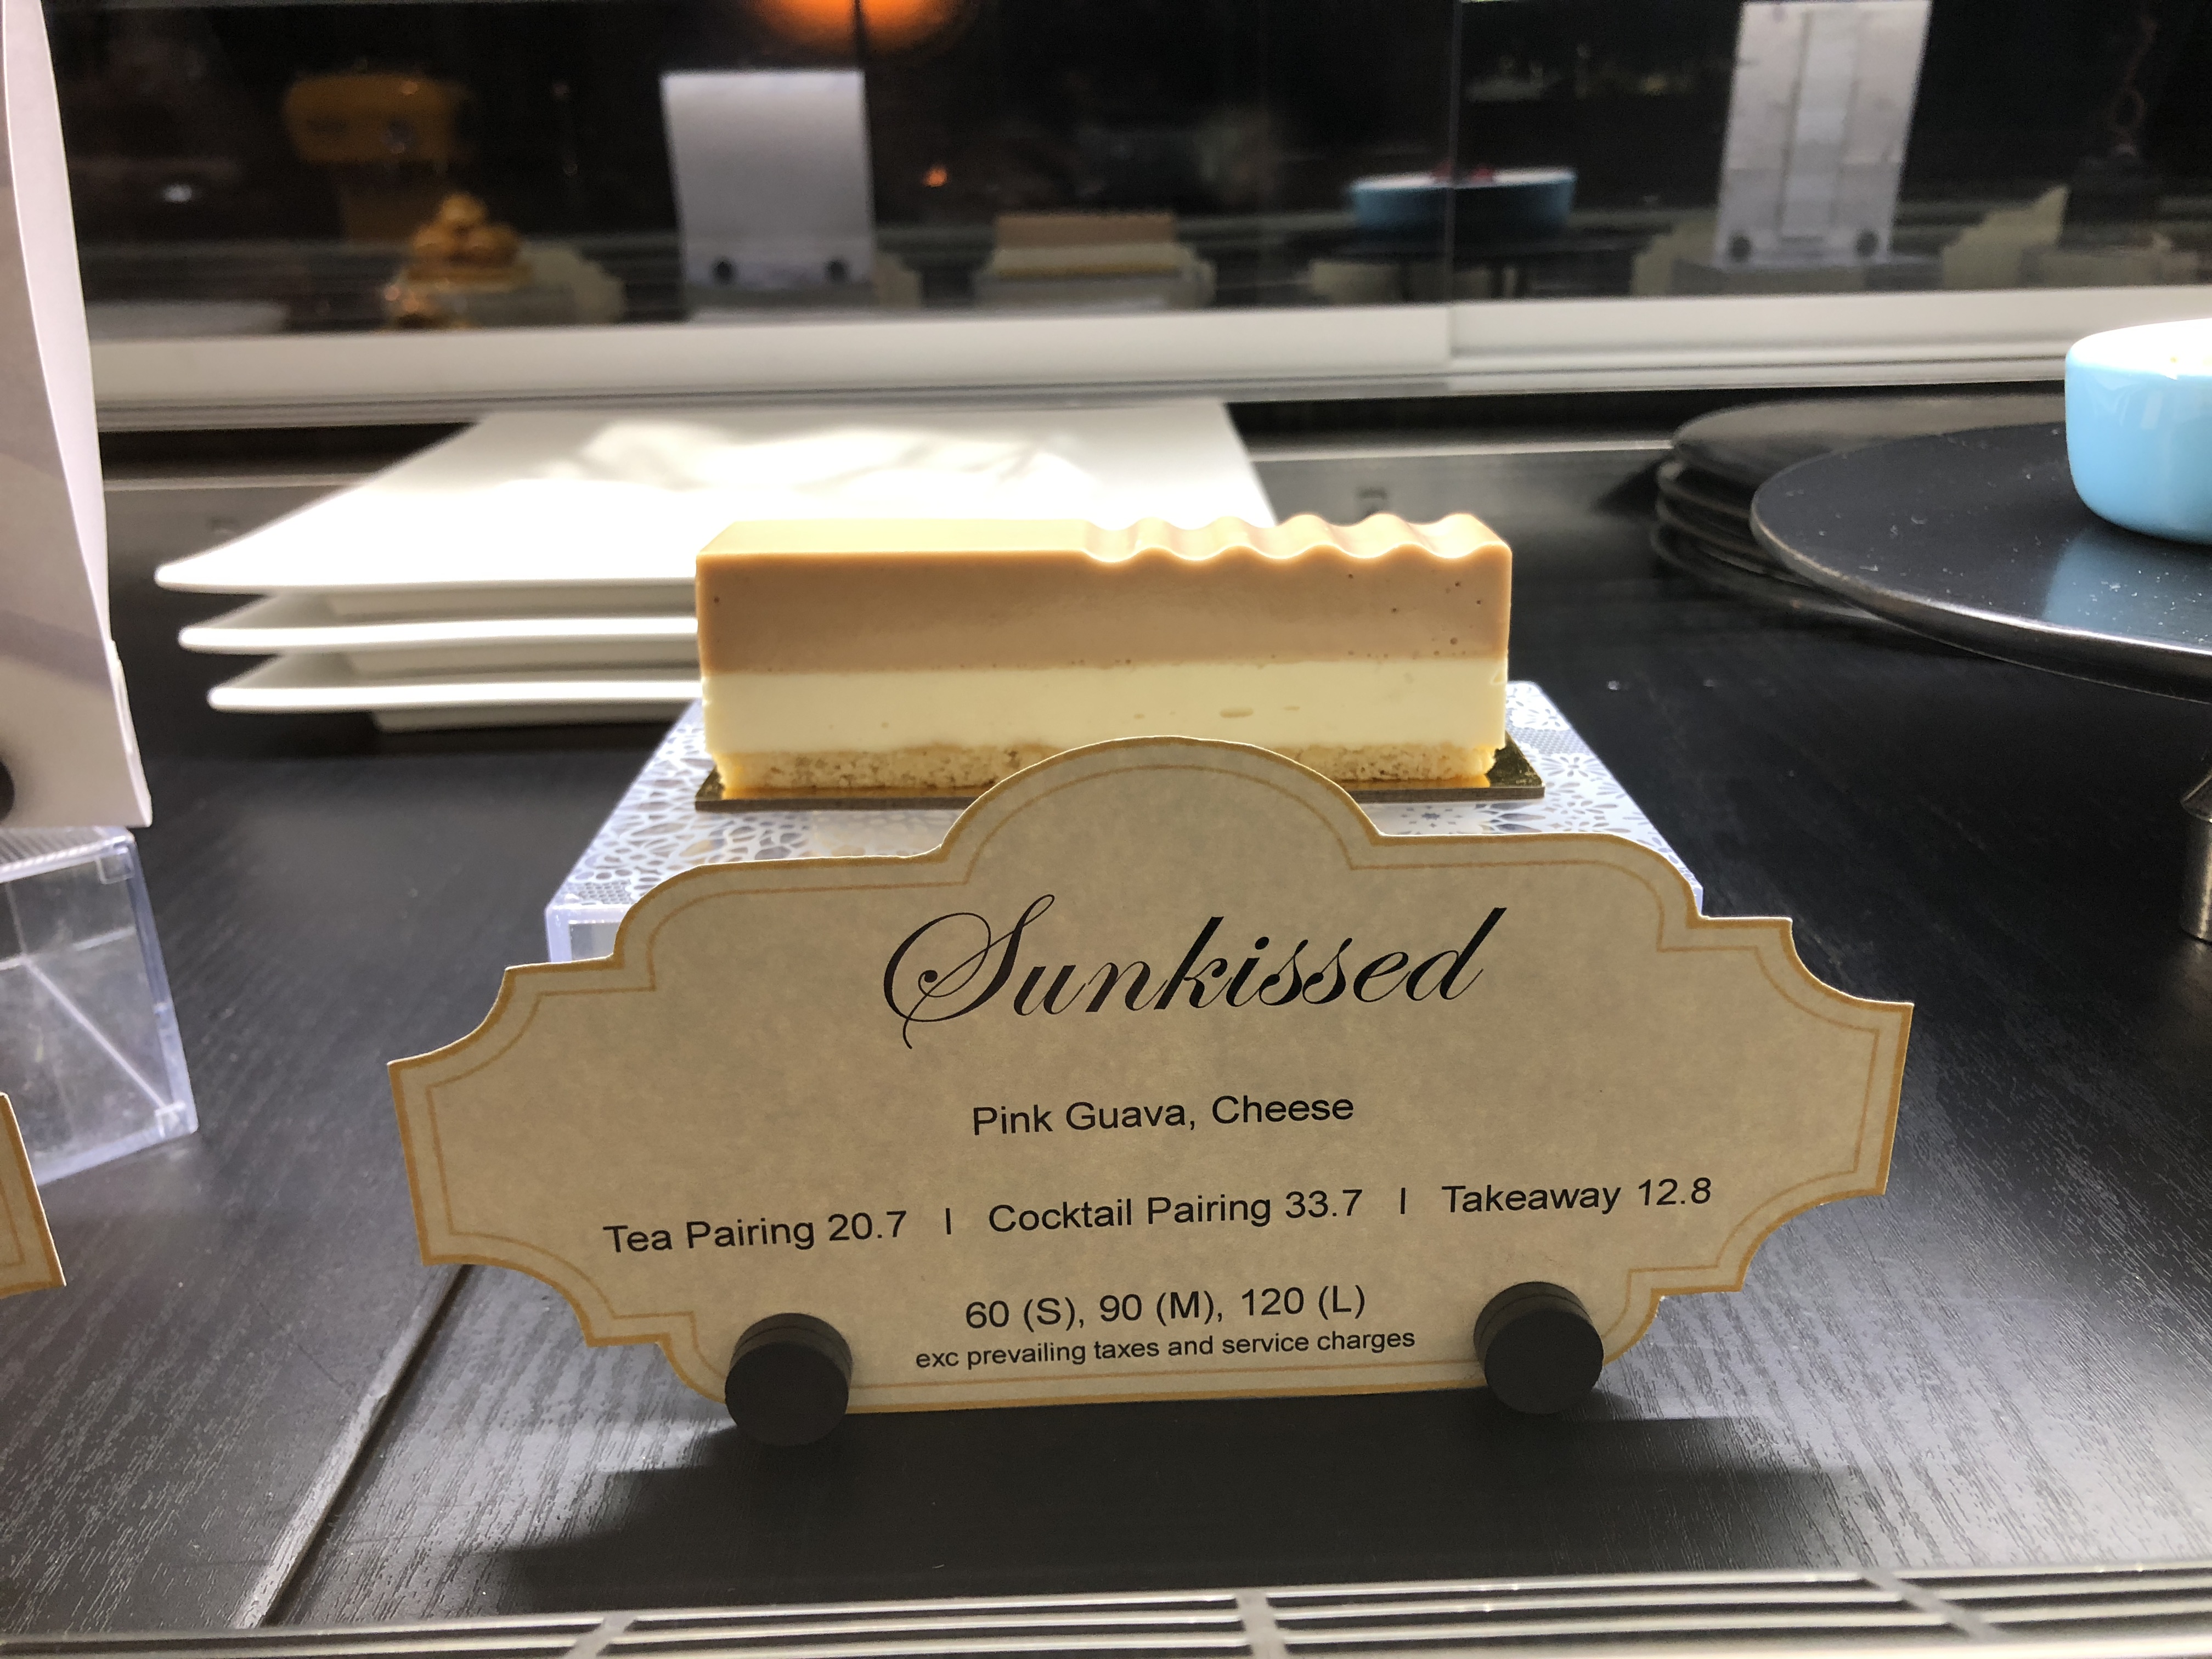 Sunkissed
Pink Guava, Cheese
Tea Pairing 20.7 | Cocktail Pairing 33.7 | Takeaway 12.8
60 (S), 90 (M), 120 (L)
exc prevailing taxes and service charges